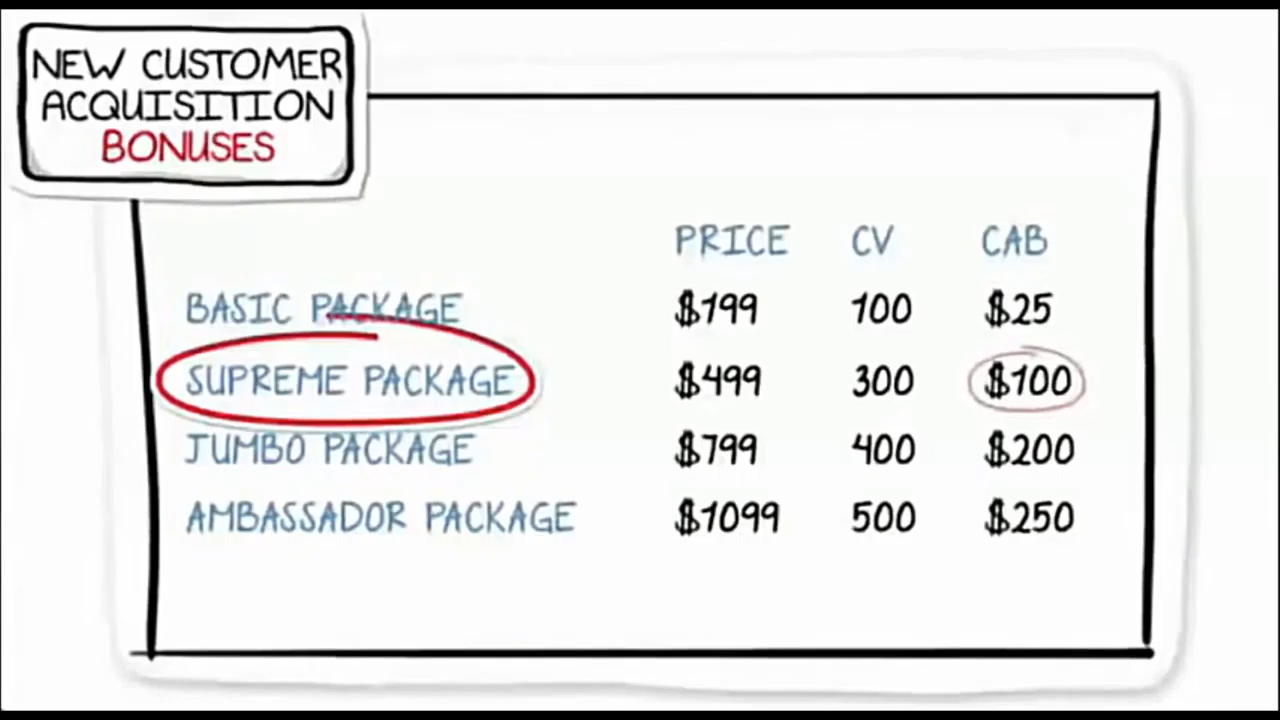 NEW CUSTOMER
ACQUISITION
BONUSES
PRICE CV CAB
BASIC PACKAGE $199 100 $25
SUPREME PACKAGE $499 300 $100
JUMBO PACKAGE $799 400 $200
AMBASSADOR PACKAGE $1099 500 $250